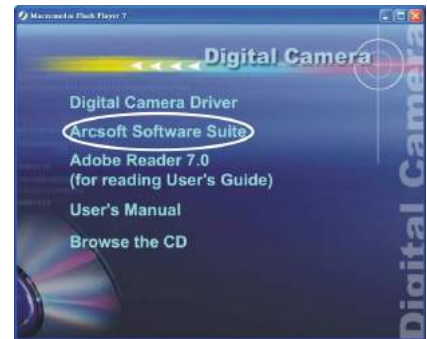 Macromedia Flash Player 7
Digital Camera
Digital Camera Driver
Arcsoft Software Suite
Adobe Reader 7.0
(for reading User's Guide)
User's Manual
Browse the CD
Digital Camera